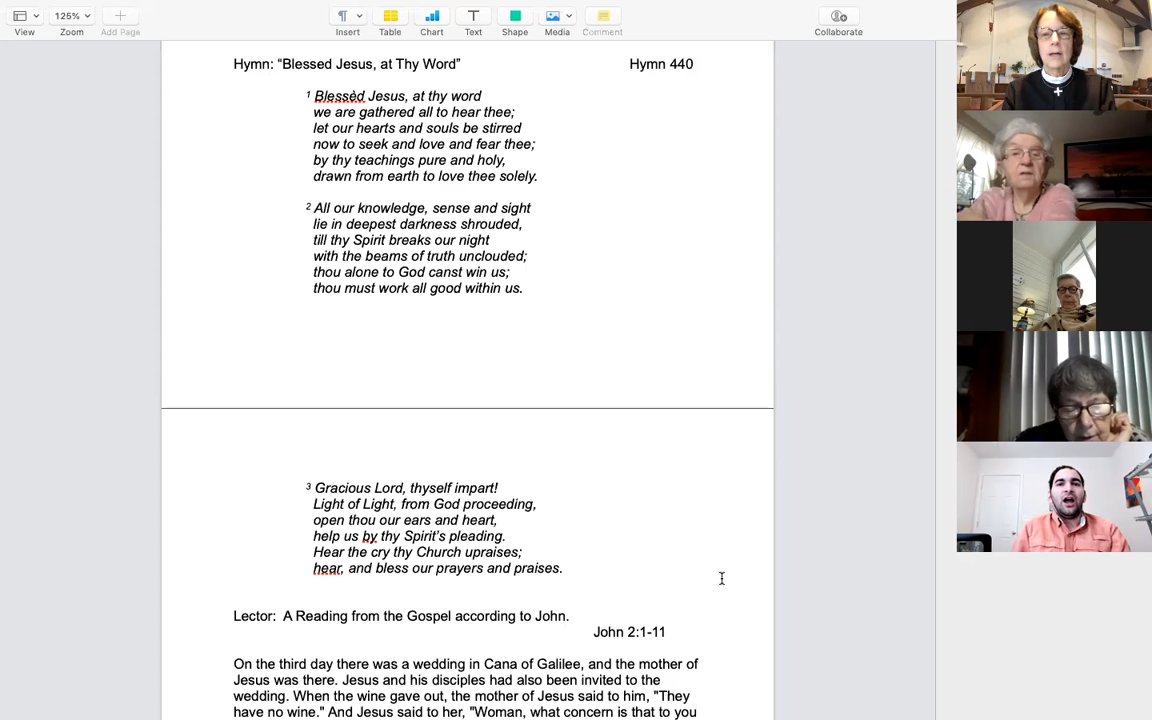 View
125%
Zoom
Add Page
Insert
Table
Chart
Text
Shape
Media
Comment
Collaborate
Hymn: “Blessed Jesus, at Thy Word” Hymn 440
1 Blessèd Jesus, at thy word
we are gathered all to hear thee;
let our hearts and souls be stirred
now to seek and love and fear thee;
by thy teachings pure and holy,
drawn from earth to love thee solely.
2 All our knowledge, sense and sight
lie in deepest darkness shrouded,
till thy Spirit breaks our night
with the beams of truth unclouded;
thou alone to God canst win us;
thou must work all good within us.
3 Gracious Lord, thyself impart!
Light of Light, from God proceeding,
open thou our ears and heart,
help us by thy Spirit’s pleading.
Hear the cry thy Church upraises;
hear, and bless our prayers and praises.
Lector: A Reading from the Gospel according to John.
John 2:1-11
On the third day there was a wedding in Cana of Galilee, and the mother of
Jesus was there. Jesus and his disciples had also been invited to the
wedding. When the wine gave out, the mother of Jesus said to him, "They
have no wine." And Jesus said to her, "Woman, what concern is that to you